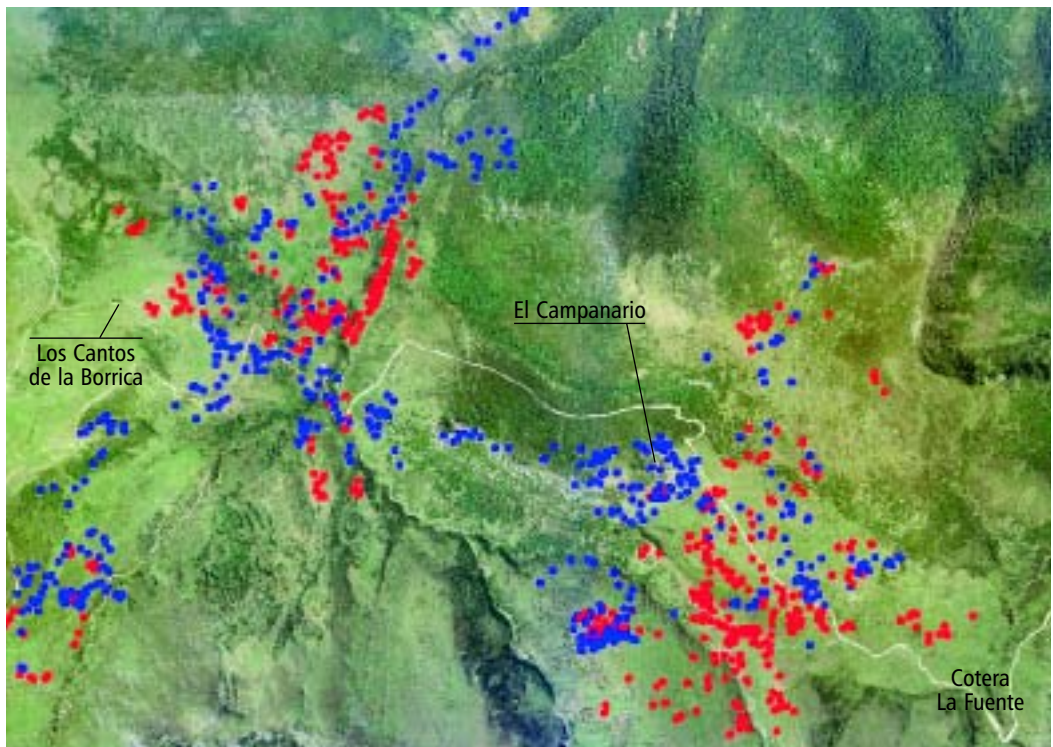 El Campanario
Los Cantos
de la Borrica
Cotera
La Fuente